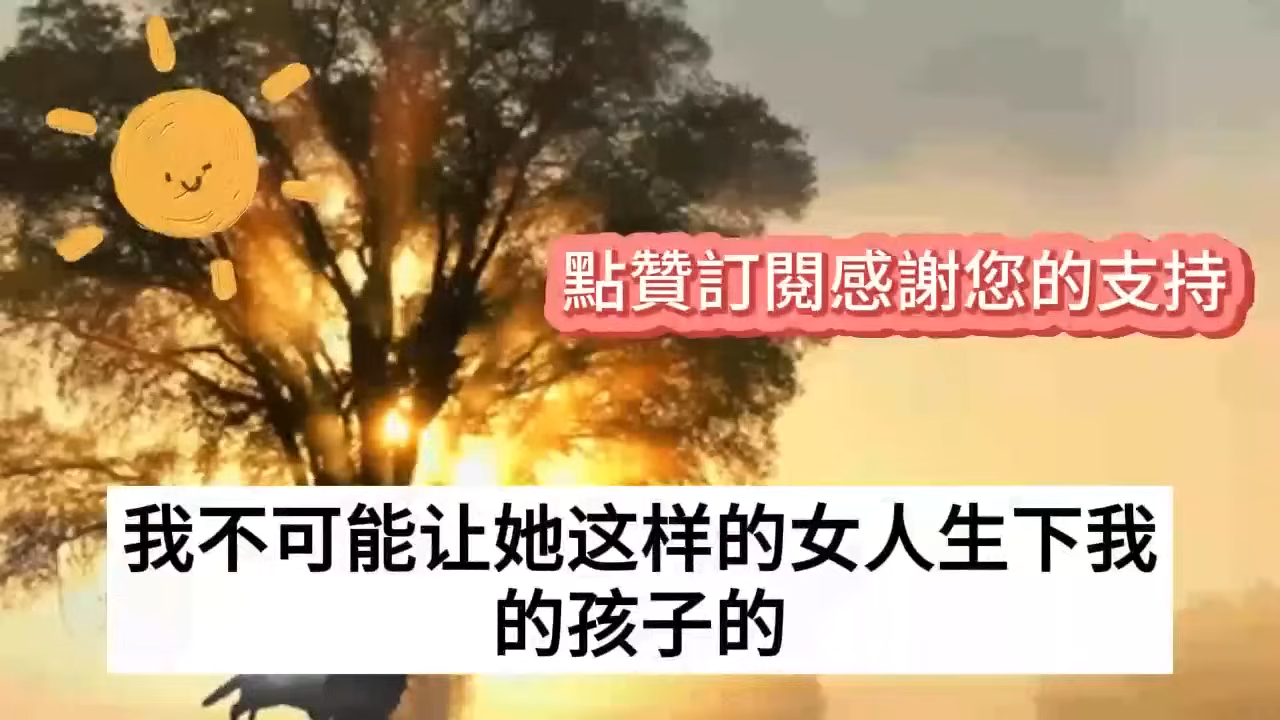 點贊訂閱感謝您的支持
我不可能让她这样的女人生下我
的孩子的